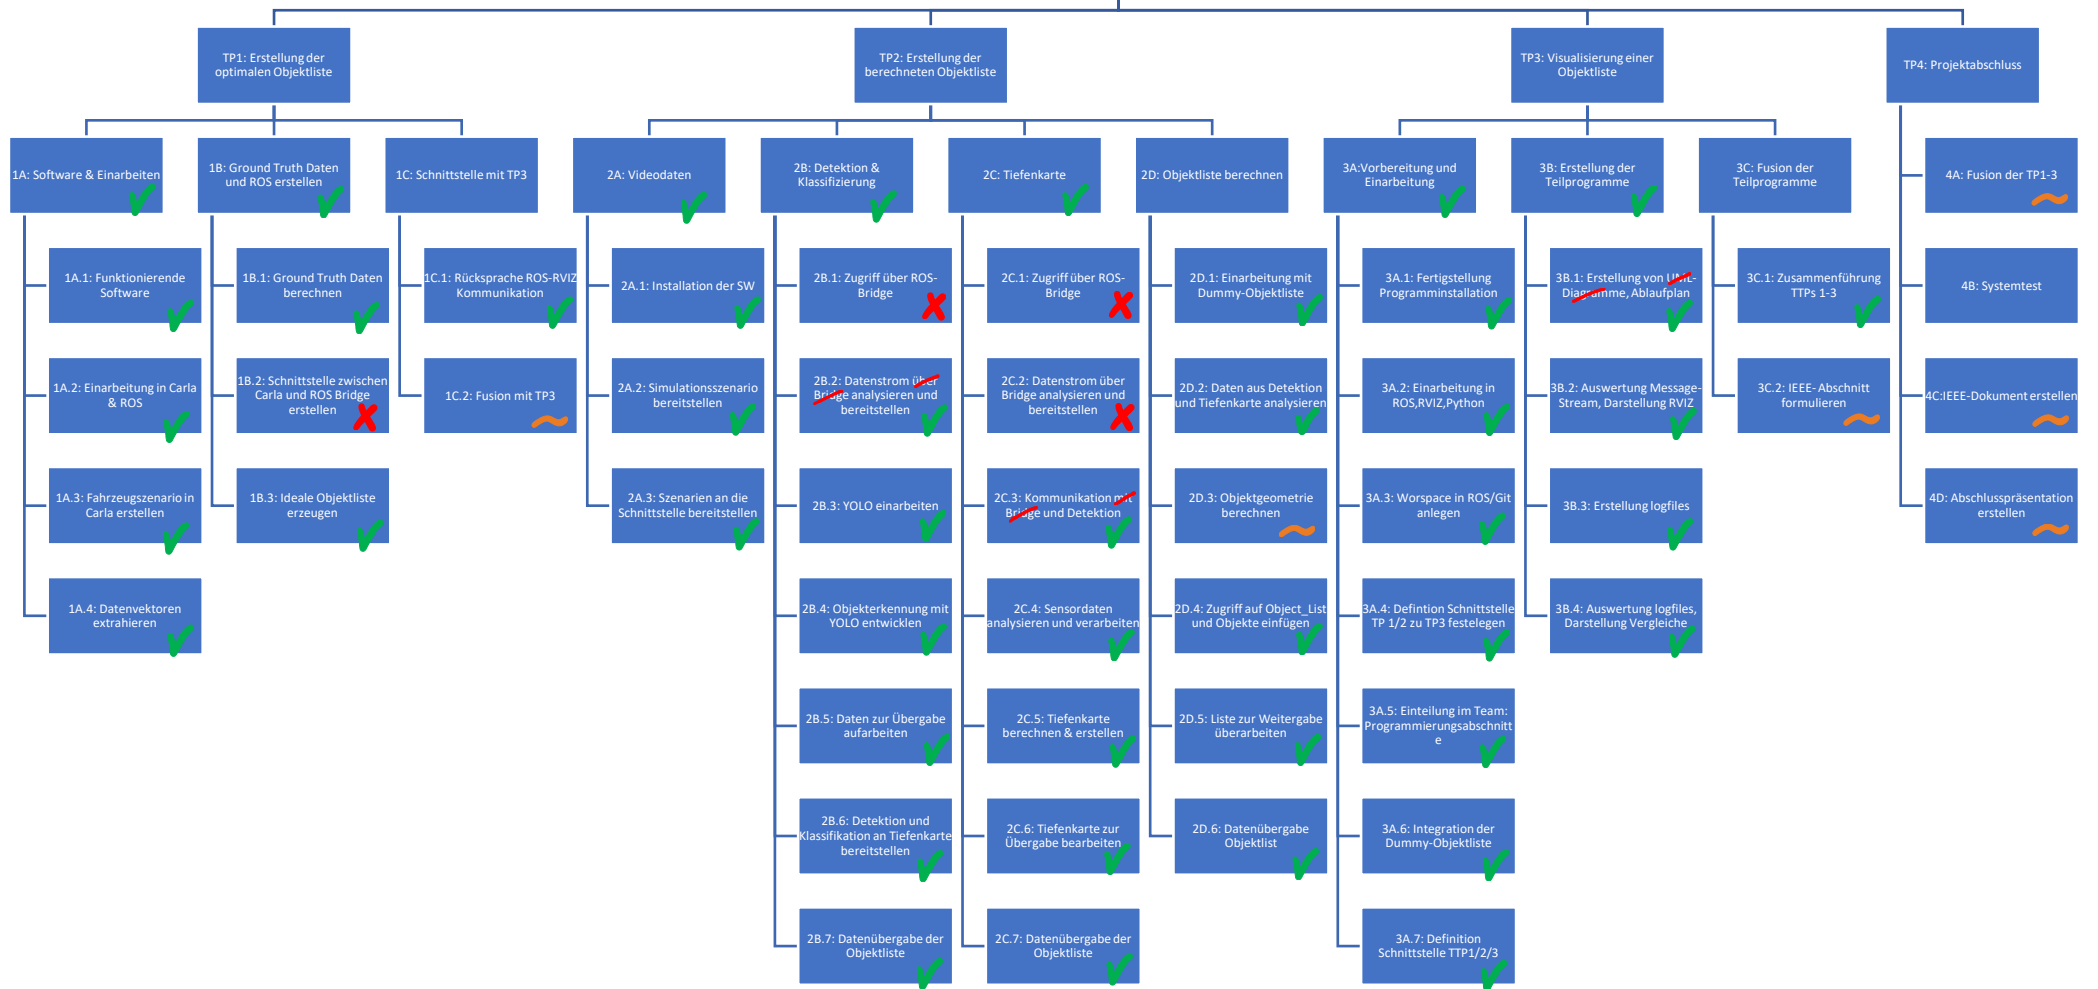 TP1: Erstellung der
optimalen Objektliste
TP2: Erstellung der
berechneten Objektliste
TP3: Visualisierung einer
Objektliste
TP4: Projektabschluss
1A: Software & Einarbeiten
1B: Ground Truth Daten
und ROS erstellen
1C: Schnittstelle mit TP3
2A: Videodaten
2B: Detektion &
Klassifizierung
2C: Tiefenkarte
2D: Objektliste berechnen
3A:Vorbereitung und
Einarbeitung
3B: Erstellung der
Teilprogramme
3C: Fusion der
Teilprogramme
4A: Fusion der TP1-3
1A.1: Funktionierende
Software
1B.1: Ground Truth Daten
berechnen
1C.1: Rücksprache ROS-RVIZ
Kommunikation
2A.1: Installation der SW
2B.1: Zugriff über ROS-
Bridge
2C.1: Zugriff über ROS-
Bridge
2D.1: Einarbeitung mit
Dummy-Objektliste
3A.1: Fertigstellung
Programminstallation
3B.1: Erstellung von UML-
Diagramme, Ablaufplan
3C.1: Zusammenführung
TTPs 1-3
4B: Systemtest
1A.2: Einarbeitung in Carla
& ROS
1B.2: Schnittstelle zwischen
Carla und ROS Bridge
erstellen
1C.2: Fusion mit TP3
2A.2: Simulationsszenario
bereitstellen
2B.2: Datenstrom über
Bridge analysieren und
bereitstellen
2C.2: Datenstrom über
Bridge analysieren und
bereitstellen
2D.2: Daten aus Detektion
und Tiefenkarte analysieren
3A.2: Einarbeitung in
ROS,RVIZ,Python
3B.2: Auswertung Message-
Stream, Darstellung RVIZ
3C.2: IEEE- Abschnitt
formulieren
4C:IEEE-Dokument erstellen
1A.3: Fahrzeugszenario in
Carla erstellen
1B.3: Ideale Objektliste
erzeugen
2A.3: Szenarien an die
Schnittstelle bereitstellen
2B.3: YOLO einarbeiten
2C.3: Kommunikation mit
Bridge und Detektion
2D.3: Objektgeometrie
berechnen
3A.3: Worspace in ROS/Git
anlegen
3B.3: Erstellung logfiles
4D: Abschlusspräsentation
erstellen
1A.4: Datenvektoren
extrahieren
2B.4: Objekterkennung mit
YOLO entwicklen
2C.4: Sensordaten
analysieren und verarbeiten
2D.4: Zugriff auf Object_List
und Objekte einfügen
3A.4: Defintion Schnittstelle
TP 1/2 zu TP3 festelegen
3B.4: Auswertung logfiles,
Darstellung Vergleiche
2B.5: Daten zur Übergabe
aufarbeiten
2C.5: Tiefenkarte
berechnen & erstellen
2D.5: Liste zur Weitergabe
überarbeiten
3A.5: Einteilung im Team:
Programmierungsabschnitt
e
2B.6: Detektion und
Klassifikation an Tiefenkarte
bereitstellen
2C.6: Tiefenkarte zur
Übergabe bearbeiten
2D.6: Datenübergabe
Objektlist
3A.6: Integration der
Dummy-Objektliste
2B.7: Datenübergabe der
Objektliste
2C.7: Datenübergabe der
Objektliste
3A.7: Definition
Schnittstelle TTP1/2/3